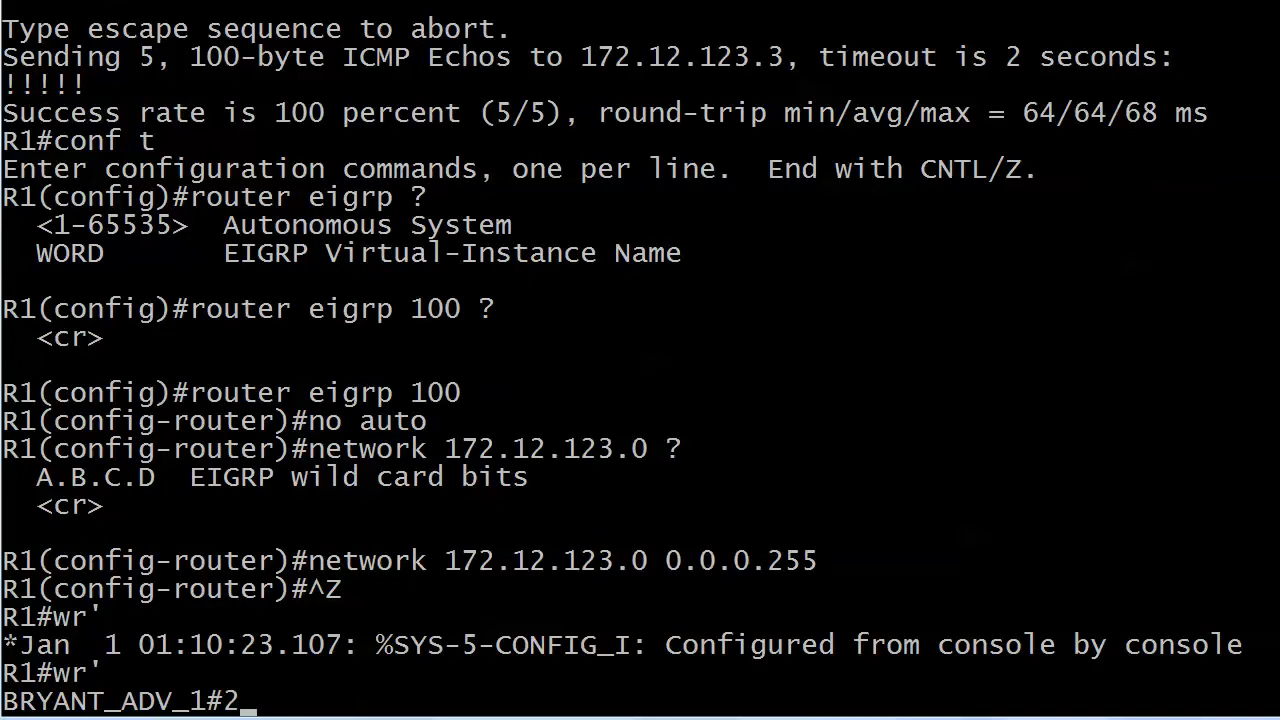 Type escape sequence to abort.
Sending 5, 100-byte ICMP Echos to 172.12.123.3, timeout is 2 seconds:
!!!!!
Success rate is 100 percent (5/5), round-trip min/avg/max = 64/64/68 ms
R1#conf t
Enter configuration commands, one per line.  End with CNTL/Z.
R1(config)#router eigrp ?
  <1-65535>  Autonomous System
  WORD       EIGRP Virtual-Instance Name

R1(config)#router eigrp 100 ?
  <cr>

R1(config)#router eigrp 100
R1(config-router)#no auto
R1(config-router)#network 172.12.123.0 ?
  A.B.C.D  EIGRP wild card bits
  <cr>

R1(config-router)#network 172.12.123.0 0.0.0.255
R1(config-router)#^Z
R1#wr'
*Jan  1 01:10:23.107: %SYS-5-CONFIG_I: Configured from console by console
R1#wr'
BRYANT_ADV_1#2